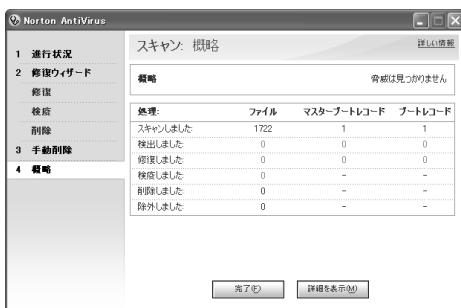 Norton AntiVirus
1 進行状況
2 修復ウィザード
修復
検疫
削除
3 手動削除
4 概略
スキャン: 概略
詳しい情報
概略 脅威は見つかりません
処理: ファイル マスターブートレコード ブートレコード
スキャンしました: 1722 1 1
検出しました: 0 0 0
修復しました: 0 0 0
検疫しました: 0 - -
削除しました: 0 - -
除外しました: 0 - -
完了(F) 詳細を表示(M)